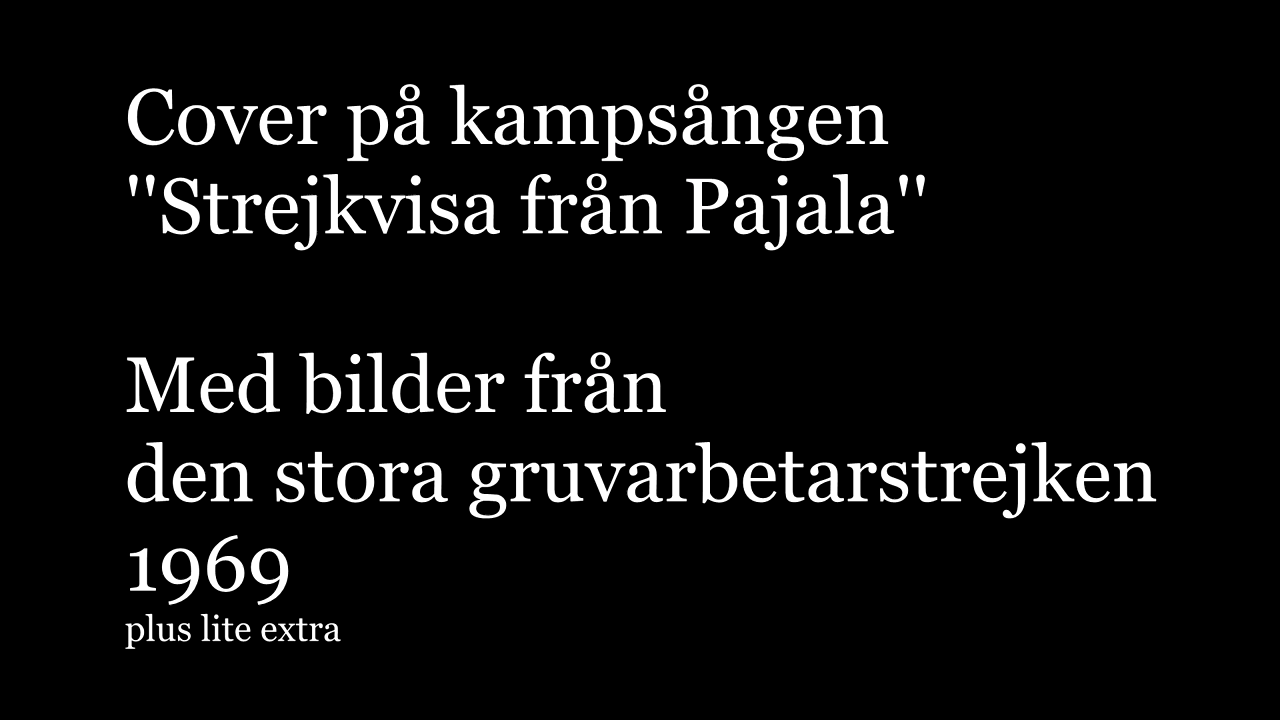 Cover på kampsången
"Strejkvisa från Pajala"
Med bilder från
den stora gruvarbetarstrejken
1969
plus lite extra